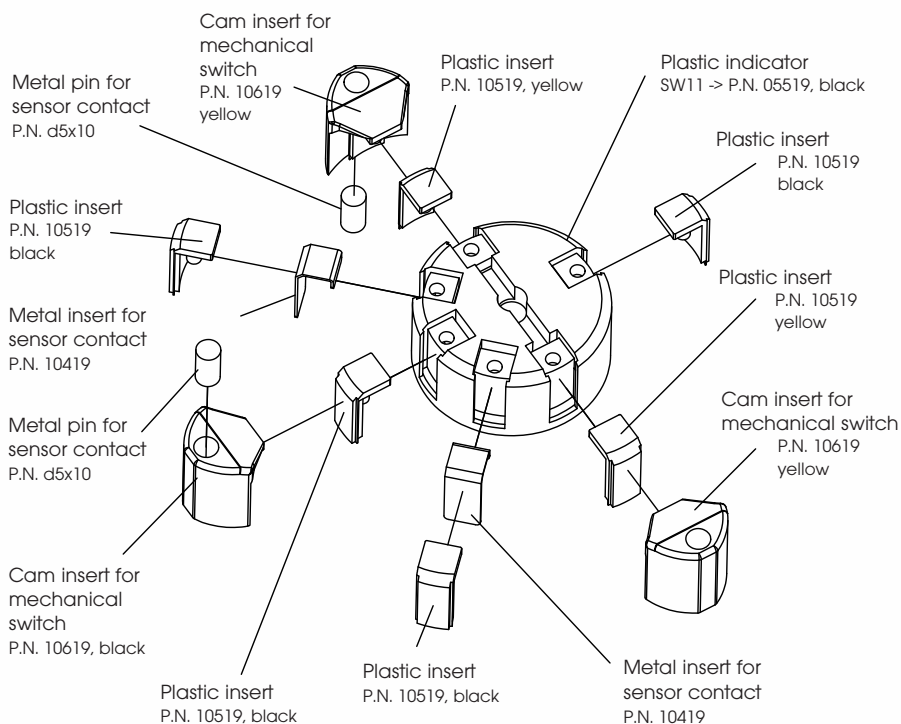 Cam insert for
mechanical
switch
P.N. 10619
yellow
Plastic insert
P.N. 10519, yellow
Plastic indicator
SW11 -> P.N. 05519, black
Metal pin for
sensor contact
P.N. d5x10
Plastic insert
P.N. 10519
black
Plastic insert
P.N. 10519
black
Plastic insert
P.N. 10519
yellow
Metal insert for
sensor contact
P.N. 10419
Cam insert for
mechanical switch
P.N. 10619
yellow
Metal pin for
sensor contact
P.N. d5x10
Cam insert for
mechanical
switch
P.N. 10619, black
Plastic insert
P.N. 10519, black
Plastic insert
P.N. 10519, black
Metal insert for
sensor contact
P.N. 10419